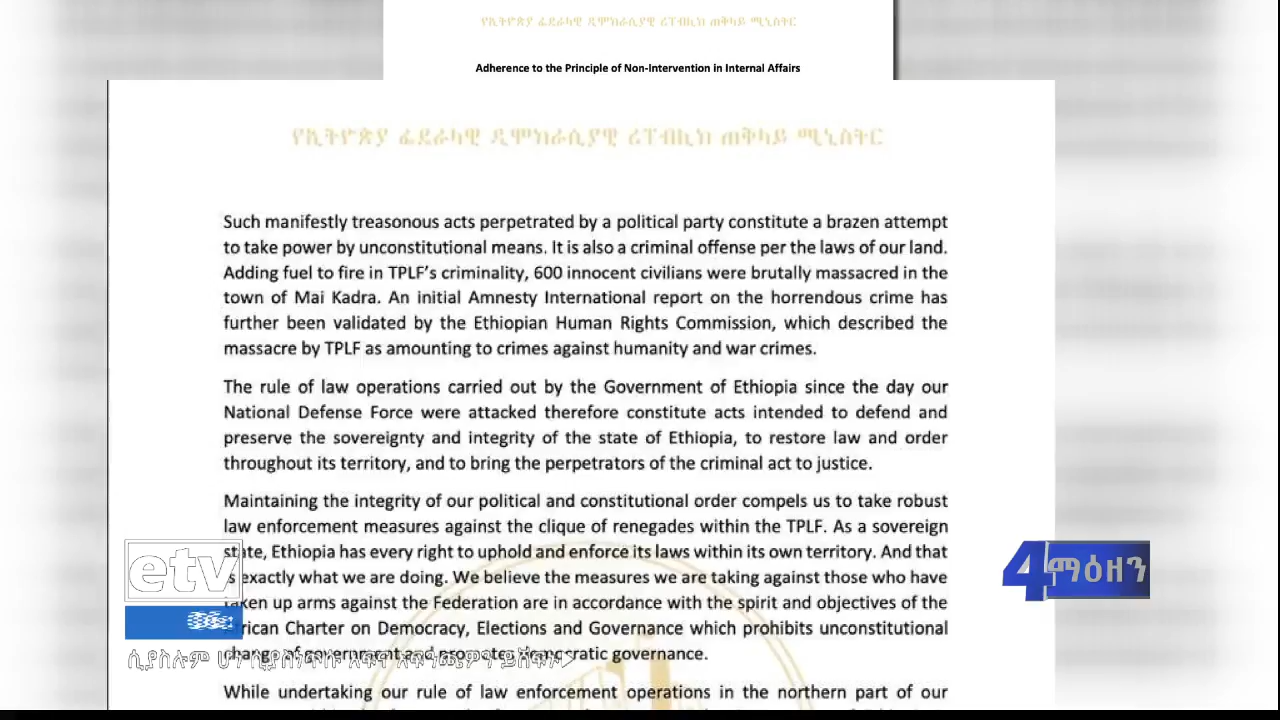 የኢትዮጵያ ፌደራላዊ ዲሞክራሲያዊ ሪፐብሊክ ጠቅላይ ሚኒስትር
Adherence to the Principle of Non-Intervention in Internal Affairs
የኢትዮጵያ ፌደራላዊ ዲሞክራሲያዊ ሪፐብሊክ ጠቅላይ ሚኒስትር
Such manifestly treasonous acts perpetrated by a political party constitute a brazen attempt
to take power by unconstitutional means. It is also a criminal offense per the laws of our land.
Adding fuel to fire in TPLF's criminality, 600 innocent civilians were brutally massacred in the
town of Mai Kadra. An initial Amnesty International report on the horrendous crime has
further been validated by the Ethiopian Human Rights Commission, which described the
massacre by TPLF as amounting to crimes against humanity and war crimes.
The rule of law operations carried out by the Government of Ethiopia since the day our
National Defense Force were attacked therefore constitute acts intended to defend and
preserve the sovereignty and integrity of the state of Ethiopia, to restore law and order
throughout its territory, and to bring the perpetrators of the criminal act to justice.
Maintaining the integrity of our political and constitutional order compels us to take robust
law enforcement measures against the clique of renegades within the TPLF. As a sovereign
state, Ethiopia has every right to uphold and enforce its laws within its own territory. And that
is exactly what we are doing. We believe the measures we are taking against those who have
taken up arms against the Federation are in accordance with the spirit and objectives of the
African Charter on Democracy, Elections and Governance which prohibits unconstitutional
change of government and promotes democratic governance.
While undertaking our rule of law enforcement operations in the northern part of our
etv
4ማዕዘን